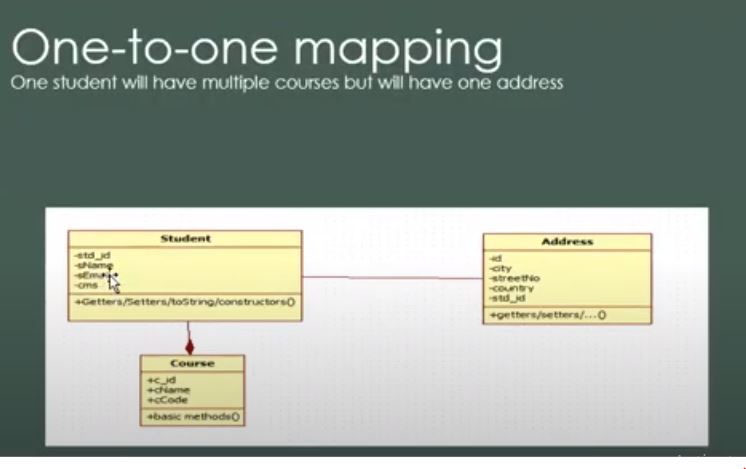 One-to-one mapping
One student will have multiple courses but will have one address
Student
-std_id
-sName
-cms
+Getters/Setters/toString/constructors()
Address
-id
-city
-streetNo
-country
-std_id
+getters/setters/...()
Course
+c_id
+cName
+cCode
+basic methods()